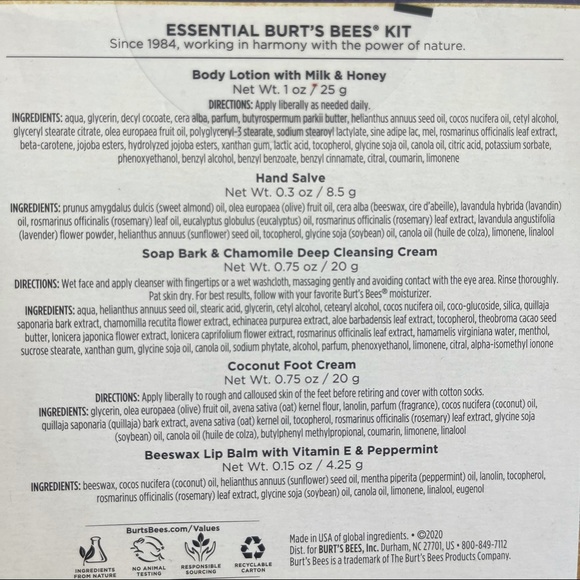 ESSENTIAL BURT'S BEES® KIT
Since 1984, working in harmony with the power of nature.
Body Lotion with Milk & Honey
Net Wt. 1 oz / 25 g
DIRECTIONS: Apply liberally as needed daily.
INGREDIENTS: aqua, glycerin, decyl cocoate, cera alba, parfum, butyrospermum parkii butter, helianthus annuus seed oil, cocos nucifera oil, cetyl alcohol,
glyceryl stearate citrate, olea europaea fruit oil, polyglyceryl-3 stearate, sodium stearoyl lactylate, sine adipe lac, mel, rosmarinus officinalis leaf extract,
beta-carotene, jojoba esters, hydrolyzed jojoba esters, xanthan gum, lactic acid, tocopherol, glycine soja oil, canola oil, citric acid, potassium sorbate,
phenoxyethanol, benzyl alcohol, benzyl benzoate, benzyl cinnamate, citral, coumarin, limonene
Hand Salve
Net Wt. 0.3 oz / 8.5 g
INGREDIENTS: prunus amygdalus dulcis (sweet almond) oil, olea europaea (olive) fruit oil, cera alba (beeswax, cire d'abeille), lavandula hybrida (lavandin)
oil, rosmarinus officinalis (rosemary) leaf oil, eucalyptus globulus (eucalyptus) oil, rosmarinus officinalis (rosemary) leaf extract, lavandula angustifolia
(lavender) flower powder, helianthus annuus (sunflower) seed oil, tocopherol, glycine soja (soybean) oil, canola oil (huile de colza), limonene, linalool
Soap Bark & Chamomile Deep Cleansing Cream
Net Wt. 0.75 oz / 20 g
DIRECTIONS: Wet face and apply cleanser with fingertips or a wet washcloth, massaging gently and avoiding contact with the eye area. Rinse thoroughly.
Pat skin dry. For best results, follow with your favorite Burt's Bees® moisturizer.
INGREDIENTS: aqua, helianthus annuus seed oil, stearic acid, glycerin, cetyl alcohol, cetearyl alcohol, cocos nucifera oil, coco-glucoside, silica, quillaja
saponaria bark extract, chamomilla recutita flower extract, echinacea purpurea extract, aloe barbadensis leaf extract, tocopherol, theobroma cacao seed
butter, lonicera japonica flower extract, lonicera caprifolium flower extract, rosmarinus officinalis leaf extract, hamamelis virginiana water, menthol,
sucrose stearate, xanthan gum, glycine soja oil, canola oil, sodium phytate, alcohol, parfum, phenoxyethanol, limonene, citral, alpha-isomethyl ionone
Coconut Foot Cream
Net Wt. 0.75 oz / 20 g
DIRECTIONS: Apply liberally to rough and calloused skin of the feet before retiring and cover with cotton socks.
INGREDIENTS: glycerin, olea europaea (olive) fruit oil, avena sativa (oat) kernel flour, lanolin, parfum (fragrance), cocos nucifera (coconut) oil,
quillaja saponaria (quillaja) bark extract, avena sativa (oat) kernel oil, tocopherol, rosmarinus officinalis (rosemary) leaf extract, glycine soja
(soybean) oil, canola oil (huile de colza), butylphenyl methylpropional, coumarin, limonene, linalool
Beeswax Lip Balm with Vitamin E & Peppermint
Net Wt. 0.15 oz / 4.25 g
INGREDIENTS: beeswax, cocos nucifera (coconut) oil, helianthus annuus (sunflower) seed oil, mentha piperita (peppermint) oil, lanolin, tocopherol,
rosmarinus officinalis (rosemary) leaf extract, glycine soja (soybean) oil, canola oil, limonene, linalool, eugenol
BurtsBees.com/Values
INGREDIENTS FROM NATURE
NO ANIMAL TESTING
RESPONSIBLE SOURCING
RECYCLABLE CARTON
Made in USA of global ingredients. • ©2020
Dist. for BURT'S BEES, Inc. Durham, NC 27701, US • 800-849-7112
Burt's Bees is a trademark of The Burt's Bees Products Company.